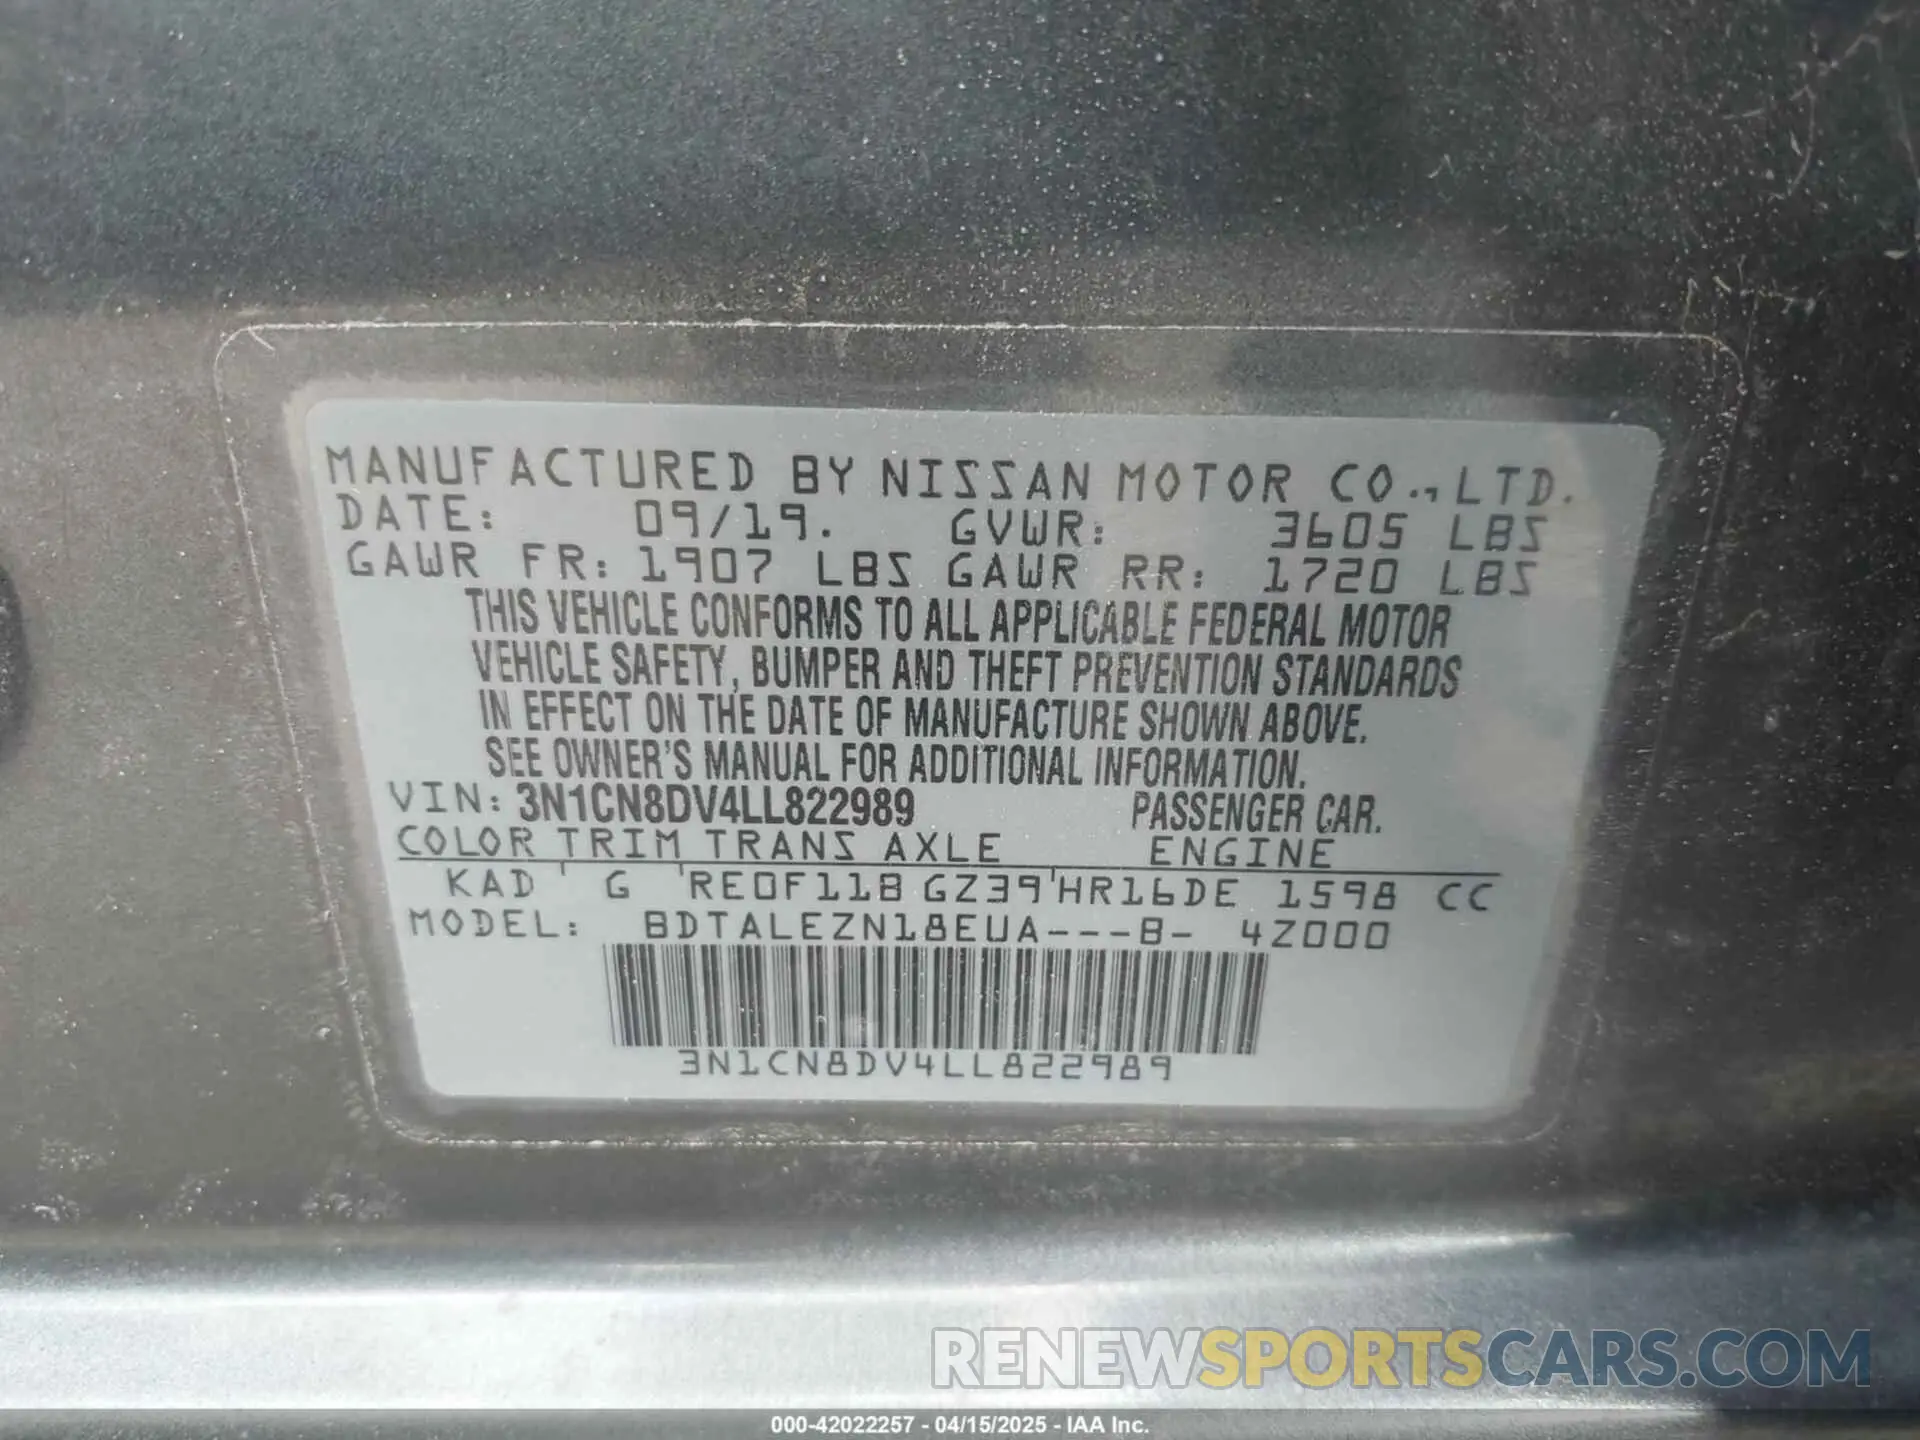 MANUFACTURED BY NISSAN MOTOR CO., LTD.
DATE: 09/19. GVWR: 3605 LBS
GAWR FR: 1907 LBS GAWR RR: 1720 LBS
THIS VEHICLE CONFORMS TO ALL APPLICABLE FEDERAL MOTOR
VEHICLE SAFETY, BUMPER AND THEFT PREVENTION STANDARDS
IN EFFECT ON THE DATE OF MANUFACTURE SHOWN ABOVE.
SEE OWNER'S MANUAL FOR ADDITIONAL INFORMATION.
VIN: 3N1CN8DV4LL822989 PASSENGER CAR.
COLOR TRIM TRANS AXLE ENGINE
KAD ' G 'RE0F11B GZ39'HR16DE 1598 CC
MODEL: BDTALEZN18EUA---B- 4Z000
3N1CN8DV4LL822989
RENEWSPORTSCARS.COM
000-42022257 - 04/15/2025 - IAA Inc.